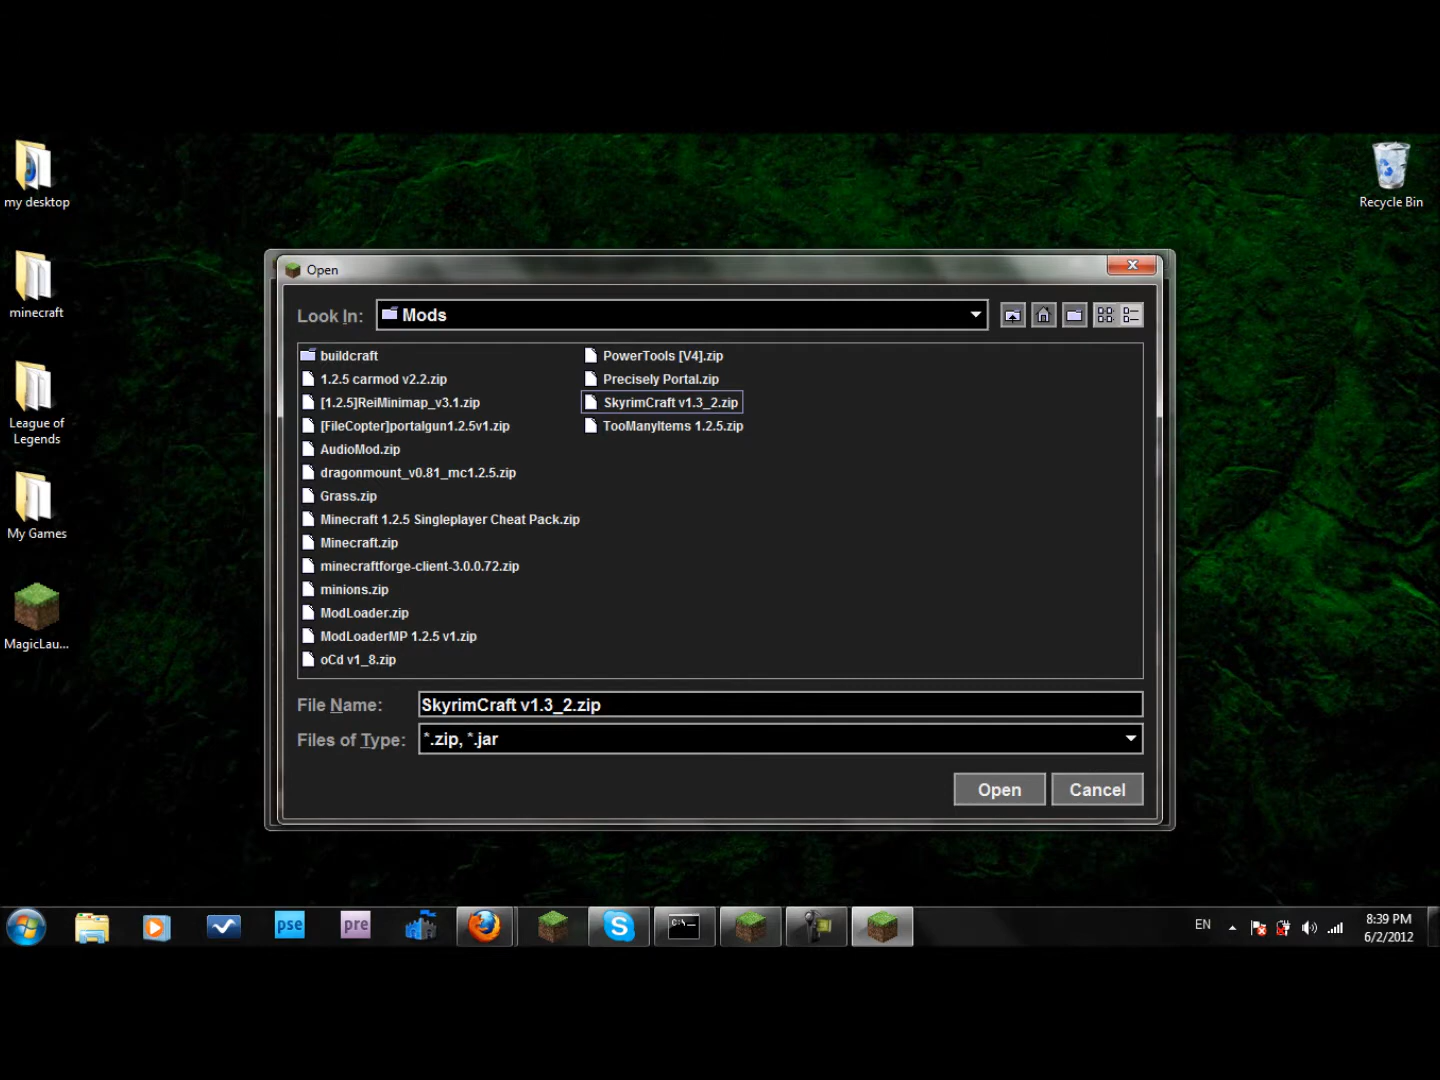 my desktop
minecraft
League of
Legends
My Games
MagicLau...
Recycle Bin
Open
Look In:
Mods
buildcraft
1.2.5 carmod v2.2.zip
[1.2.5]ReiMinimap_v3.1.zip
[FileCopter]portalgun1.2.5v1.zip
AudioMod.zip
dragonmount_v0.81_mc1.2.5.zip
Grass.zip
Minecraft 1.2.5 Singleplayer Cheat Pack.zip
Minecraft.zip
minecraftforge-client-3.0.0.72.zip
minions.zip
ModLoader.zip
ModLoaderMP 1.2.5 v1.zip
oCd v1_8.zip
PowerTools [V4].zip
Precisely Portal.zip
SkyrimCraft v1.3_2.zip
TooManyItems 1.2.5.zip
File Name:
SkyrimCraft v1.3_2.zip
Files of Type:
*.zip, *.jar
Open
Cancel
pse
pre
C:\_
EN
8:39 PM
6/2/2012